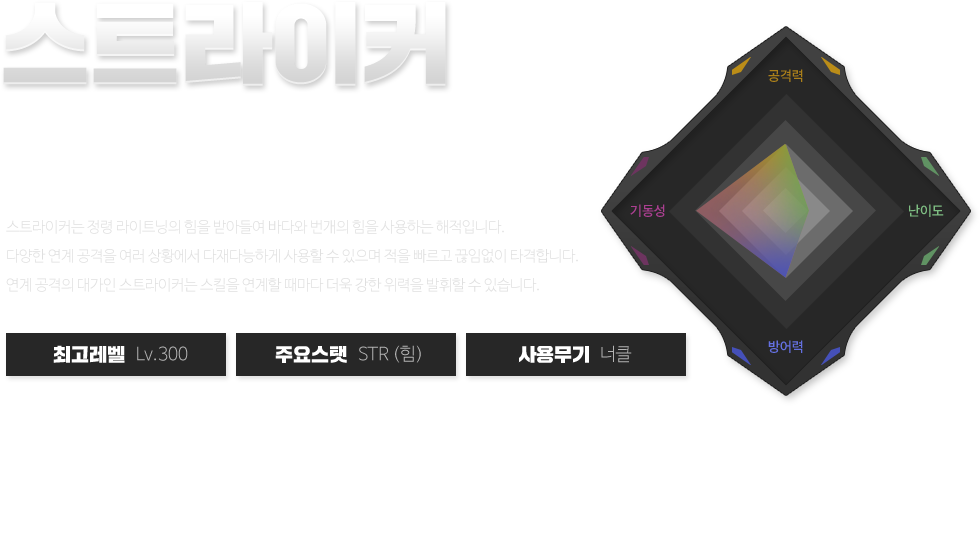 스트라이커
공격력
기동성
난이도
방어력
스트라이커는 정령 라이트닝의 힘을 받아들여 바다와 번개의 힘을 사용하는 해적입니다.
다양한 연계 공격을 여러 상황에서 다재다능하게 사용할 수 있으며 적을 빠르고 끊임없이 타격합니다.
연계 공격의 대가인 스트라이커는 스킬을 연계할 때마다 더욱 강한 위력을 발휘할 수 있습니다.
최고레벨 Lv.300
주요스탯 STR (힘)
사용무기 너클